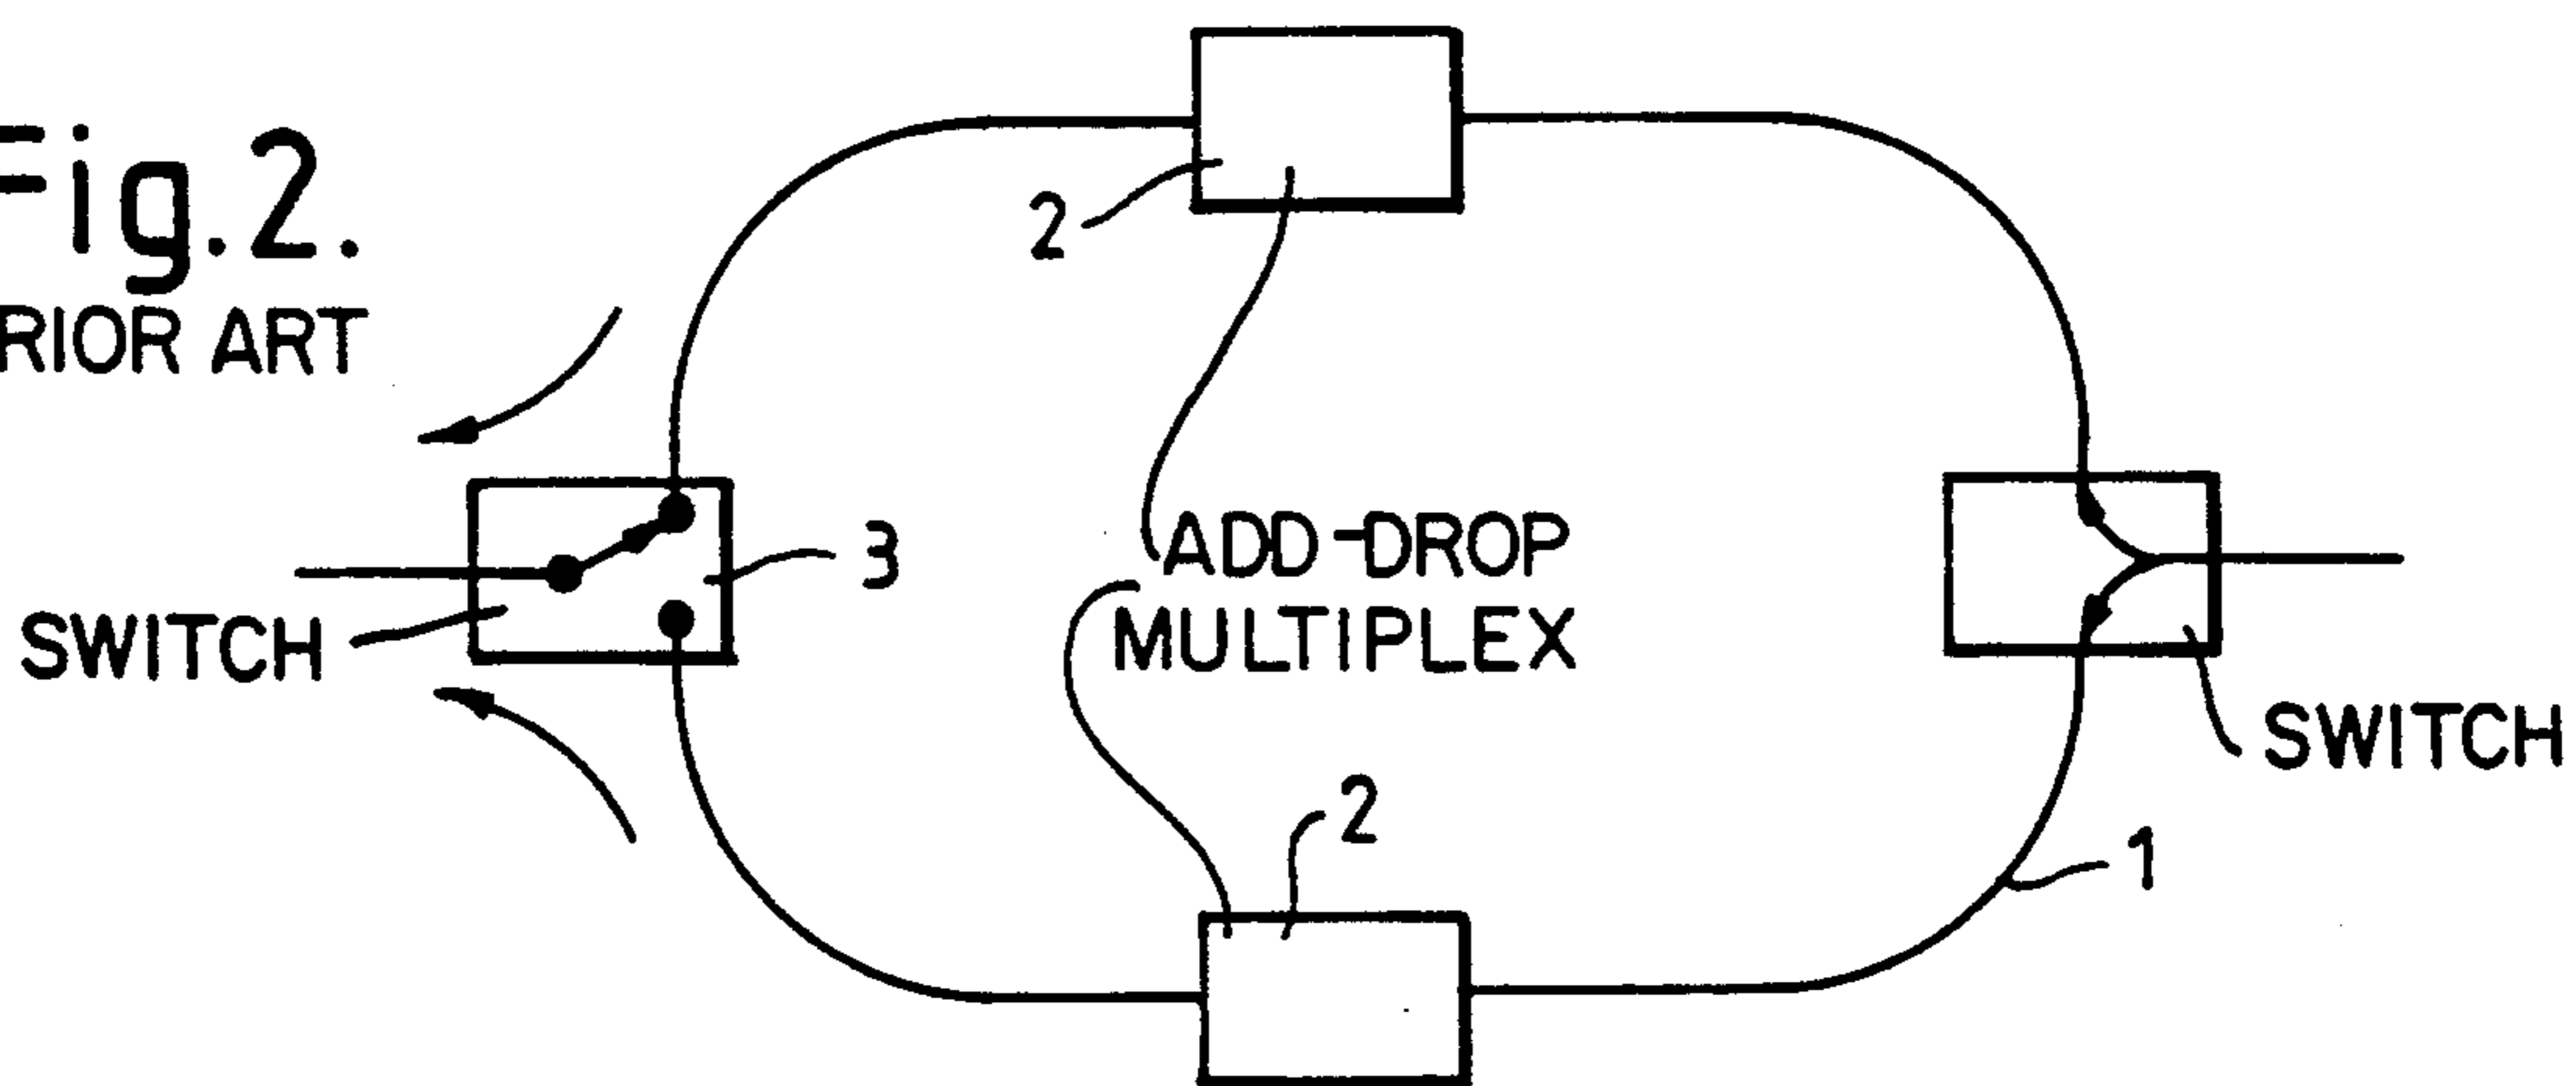 Fig.2.
RIOR ART
2
ADD-DROP
MULTIPLEX
3
SWITCH
SWITCH
2
1